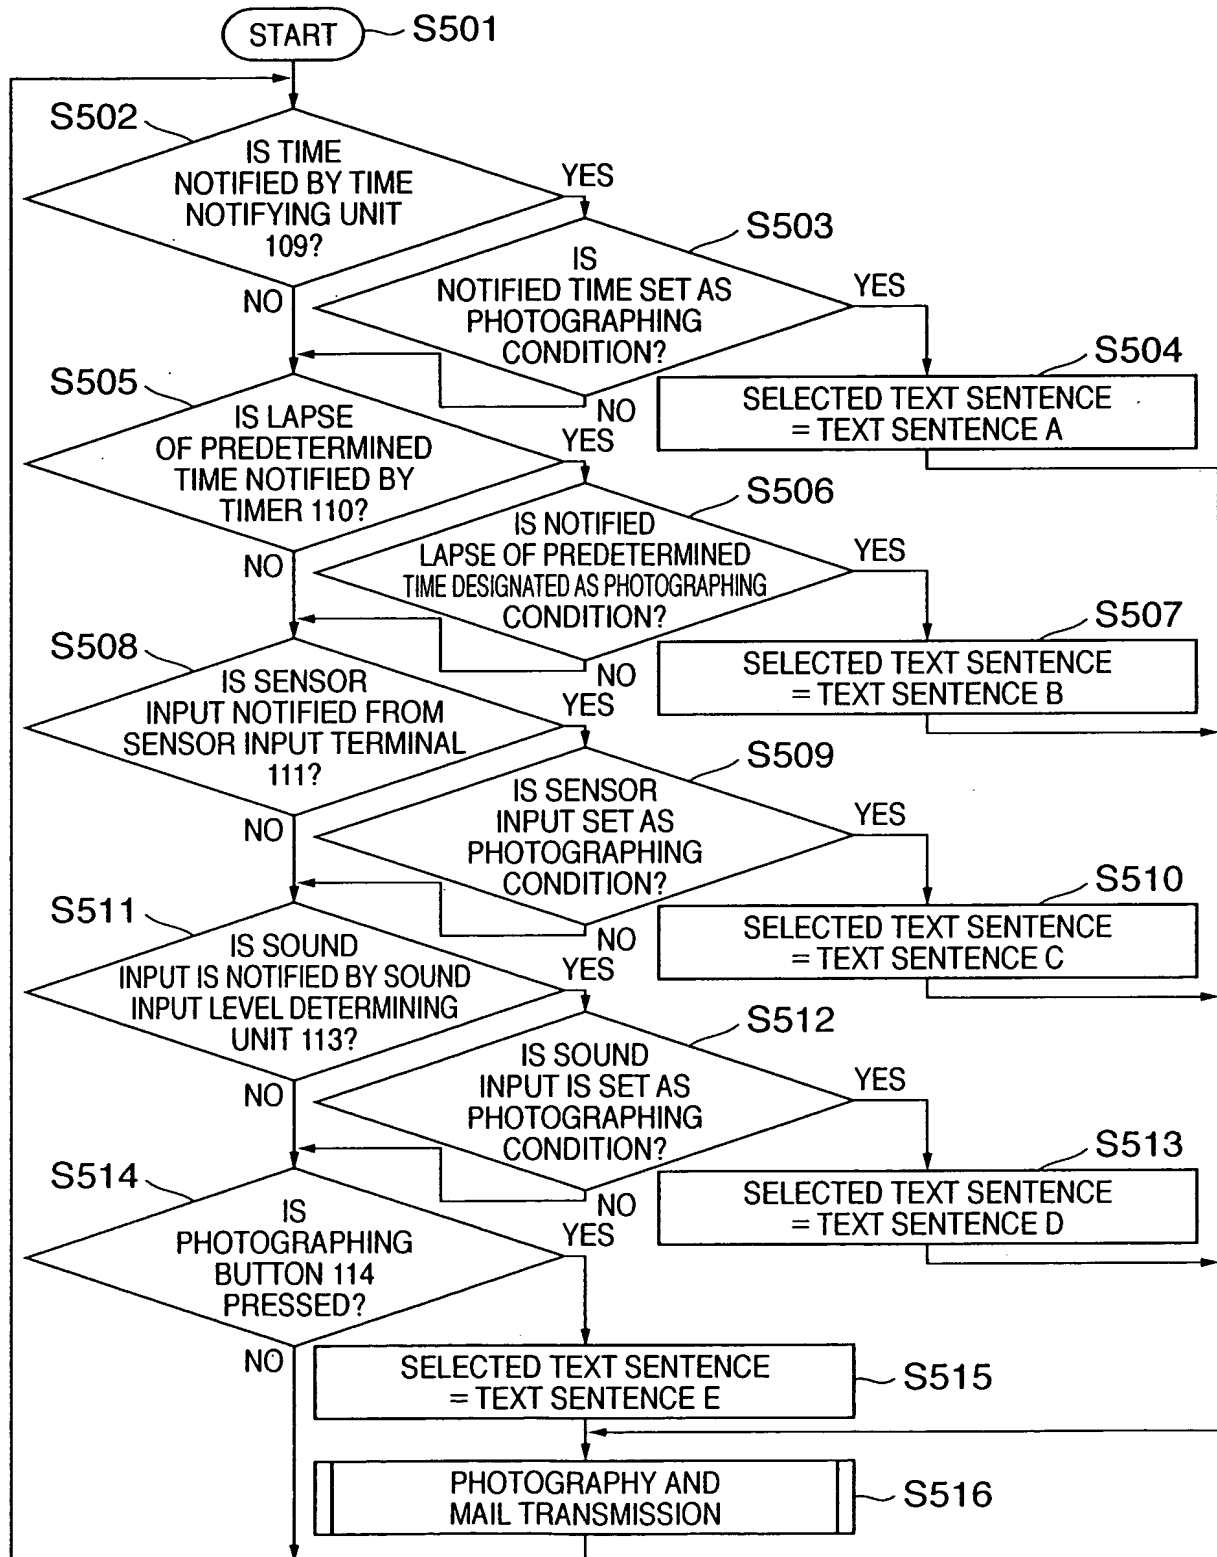 START
S501
S502
IS TIME
NOTIFIED BY TIME
NOTIFYING UNIT
109?
YES
NO
S503
IS
NOTIFIED TIME SET AS
PHOTOGRAPHING
CONDITION?
YES
NO
S504
SELECTED TEXT SENTENCE
= TEXT SENTENCE A
S505
IS LAPSE
OF PREDETERMINED
TIME NOTIFIED BY
TIMER 110?
YES
NO
S506
IS NOTIFIED
LAPSE OF PREDETERMINED
TIME DESIGNATED AS PHOTOGRAPHING
CONDITION?
YES
NO
S507
SELECTED TEXT SENTENCE
= TEXT SENTENCE B
S508
IS SENSOR
INPUT NOTIFIED FROM
SENSOR INPUT TERMINAL
111?
YES
NO
S509
IS SENSOR
INPUT SET AS
PHOTOGRAPHING
CONDITION?
YES
NO
S510
SELECTED TEXT SENTENCE
= TEXT SENTENCE C
S511
IS SOUND
INPUT IS NOTIFIED BY SOUND
INPUT LEVEL DETERMINING
UNIT 113?
YES
NO
S512
IS SOUND
INPUT IS SET AS
PHOTOGRAPHING
CONDITION?
YES
NO
S513
SELECTED TEXT SENTENCE
= TEXT SENTENCE D
S514
IS
PHOTOGRAPHING
BUTTON 114
PRESSED?
YES
NO
SELECTED TEXT SENTENCE
= TEXT SENTENCE E
S515
PHOTOGRAPHY AND
MAIL TRANSMISSION
S516